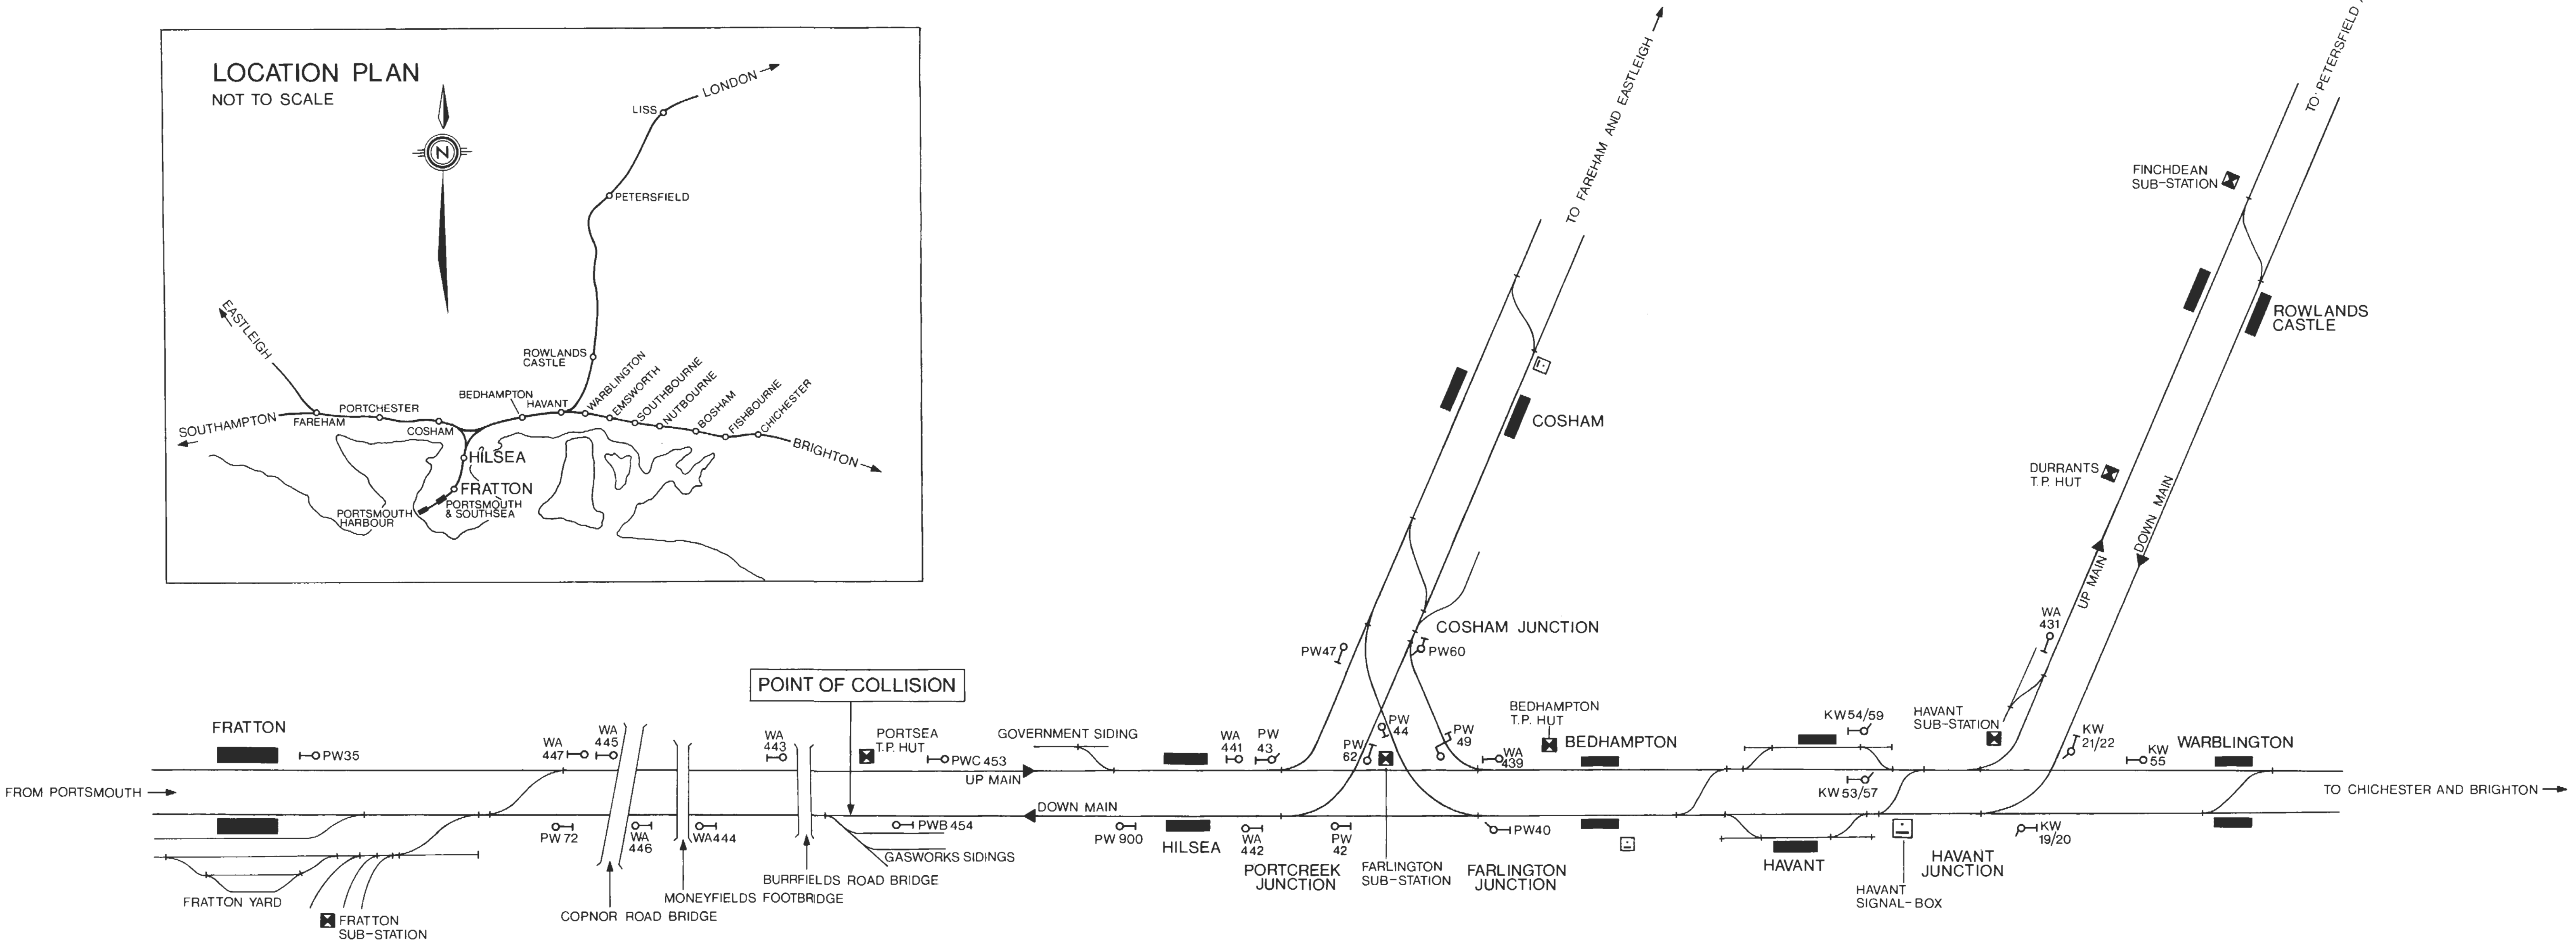 LOCATION PLAN
NOT TO SCALE
N
LONDON
LISS
PETERSFIELD
EASTLEIGH
ROWLANDS
CASTLE
BEDHAMPTON
HAVANT
WARBLINGTON
EMSWORTH
SOUTHBOURNE
NUTBOURNE
BOSHAM
FISHBOURNE
CHICHESTER
BRIGHTON
SOUTHAMPTON
FAREHAM
PORTCHESTER
COSHAM
HILSEA
FRATTON
PORTSMOUTH
& SOUTHSEA
PORTSMOUTH
HARBOUR
TO FAREHAM AND EASTLEIGH
TO PETERSFIELD
FINCHDEAN
SUB-STATION
ROWLANDS
CASTLE
COSHAM
DURRANTS
T.P. HUT
DOWN MAIN
UP MAIN
WA
431
COSHAM JUNCTION
PW47
PW60
POINT OF COLLISION
FRATTON
PW35
WA
447
WA
445
WA
443
PORTSEA
T.P. HUT
PWC 453
UP MAIN
GOVERNMENT SIDING
WA
441
PW
43
PW
62
PW
44
PW
49
WA
439
BEDHAMPTON
T.P. HUT
BEDHAMPTON
KW54/59
KW 53/57
HAVANT
SUB-STATION
KW
21/22
KW
55
WARBLINGTON
FROM PORTSMOUTH
TO CHICHESTER AND BRIGHTON
DOWN MAIN
PW 72
WA
446
WA444
PWB 454
GASWORKS SIDINGS
PW 900
HILSEA
WA
442
PW
42
PORTCREEK
JUNCTION
FARLINGTON
SUB-STATION
PW40
FARLINGTON
JUNCTION
HAVANT
HAVANT
SIGNAL-BOX
HAVANT
JUNCTION
KW
19/20
BURRFIELDS ROAD BRIDGE
MONEYFIELDS FOOTBRIDGE
COPNOR ROAD BRIDGE
FRATTON YARD
FRATTON
SUB-STATION